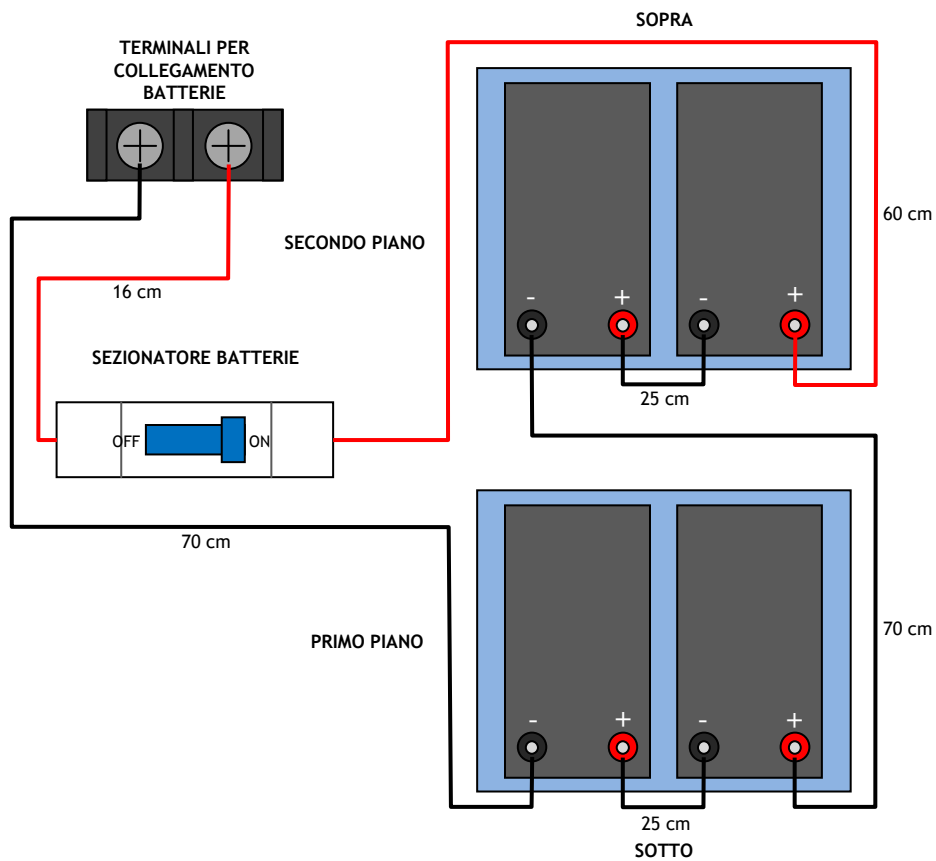 SOPRA
TERMINALI PER
COLLEGAMENTO
BATTERIE
60 cm
SECONDO PIANO
16 cm
- + - +
SEZIONATORE BATTERIE
25 cm
OFF ON
70 cm
PRIMO PIANO
70 cm
- + - +
25 cm
SOTTO